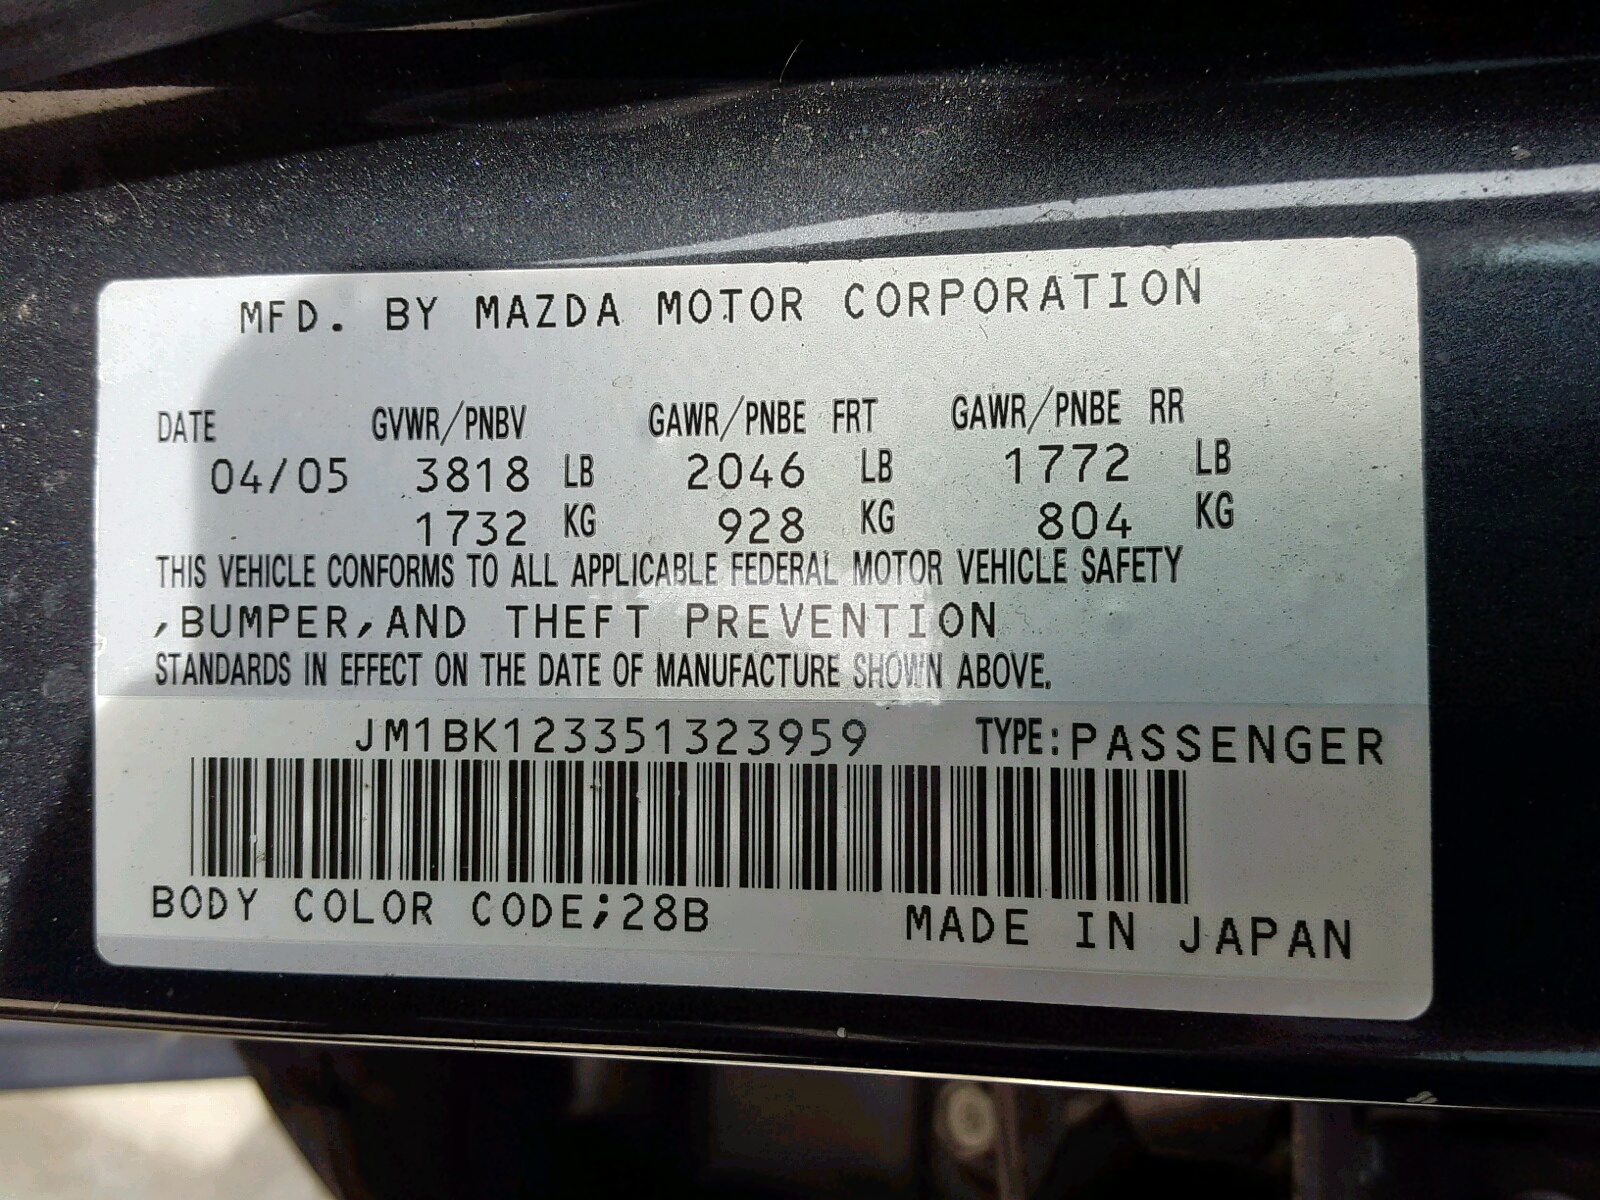 MFD. BY MAZDA MOTOR CORPORATION
DATE GVWR/PNBV GAWR/PNBE FRT GAWR/PNBE RR
04/05 3818 LB 2046 LB 1772 LB
1732 KG 928 KG 804 KG
THIS VEHICLE CONFORMS TO ALL APPLICABLE FEDERAL MOTOR VEHICLE SAFETY
,BUMPER,AND THEFT PREVENTION
STANDARDS IN EFFECT ON THE DATE OF MANUFACTURE SHOWN ABOVE.
JM1BK123351323959 TYPE:PASSENGER
BODY COLOR CODE;28B MADE IN JAPAN